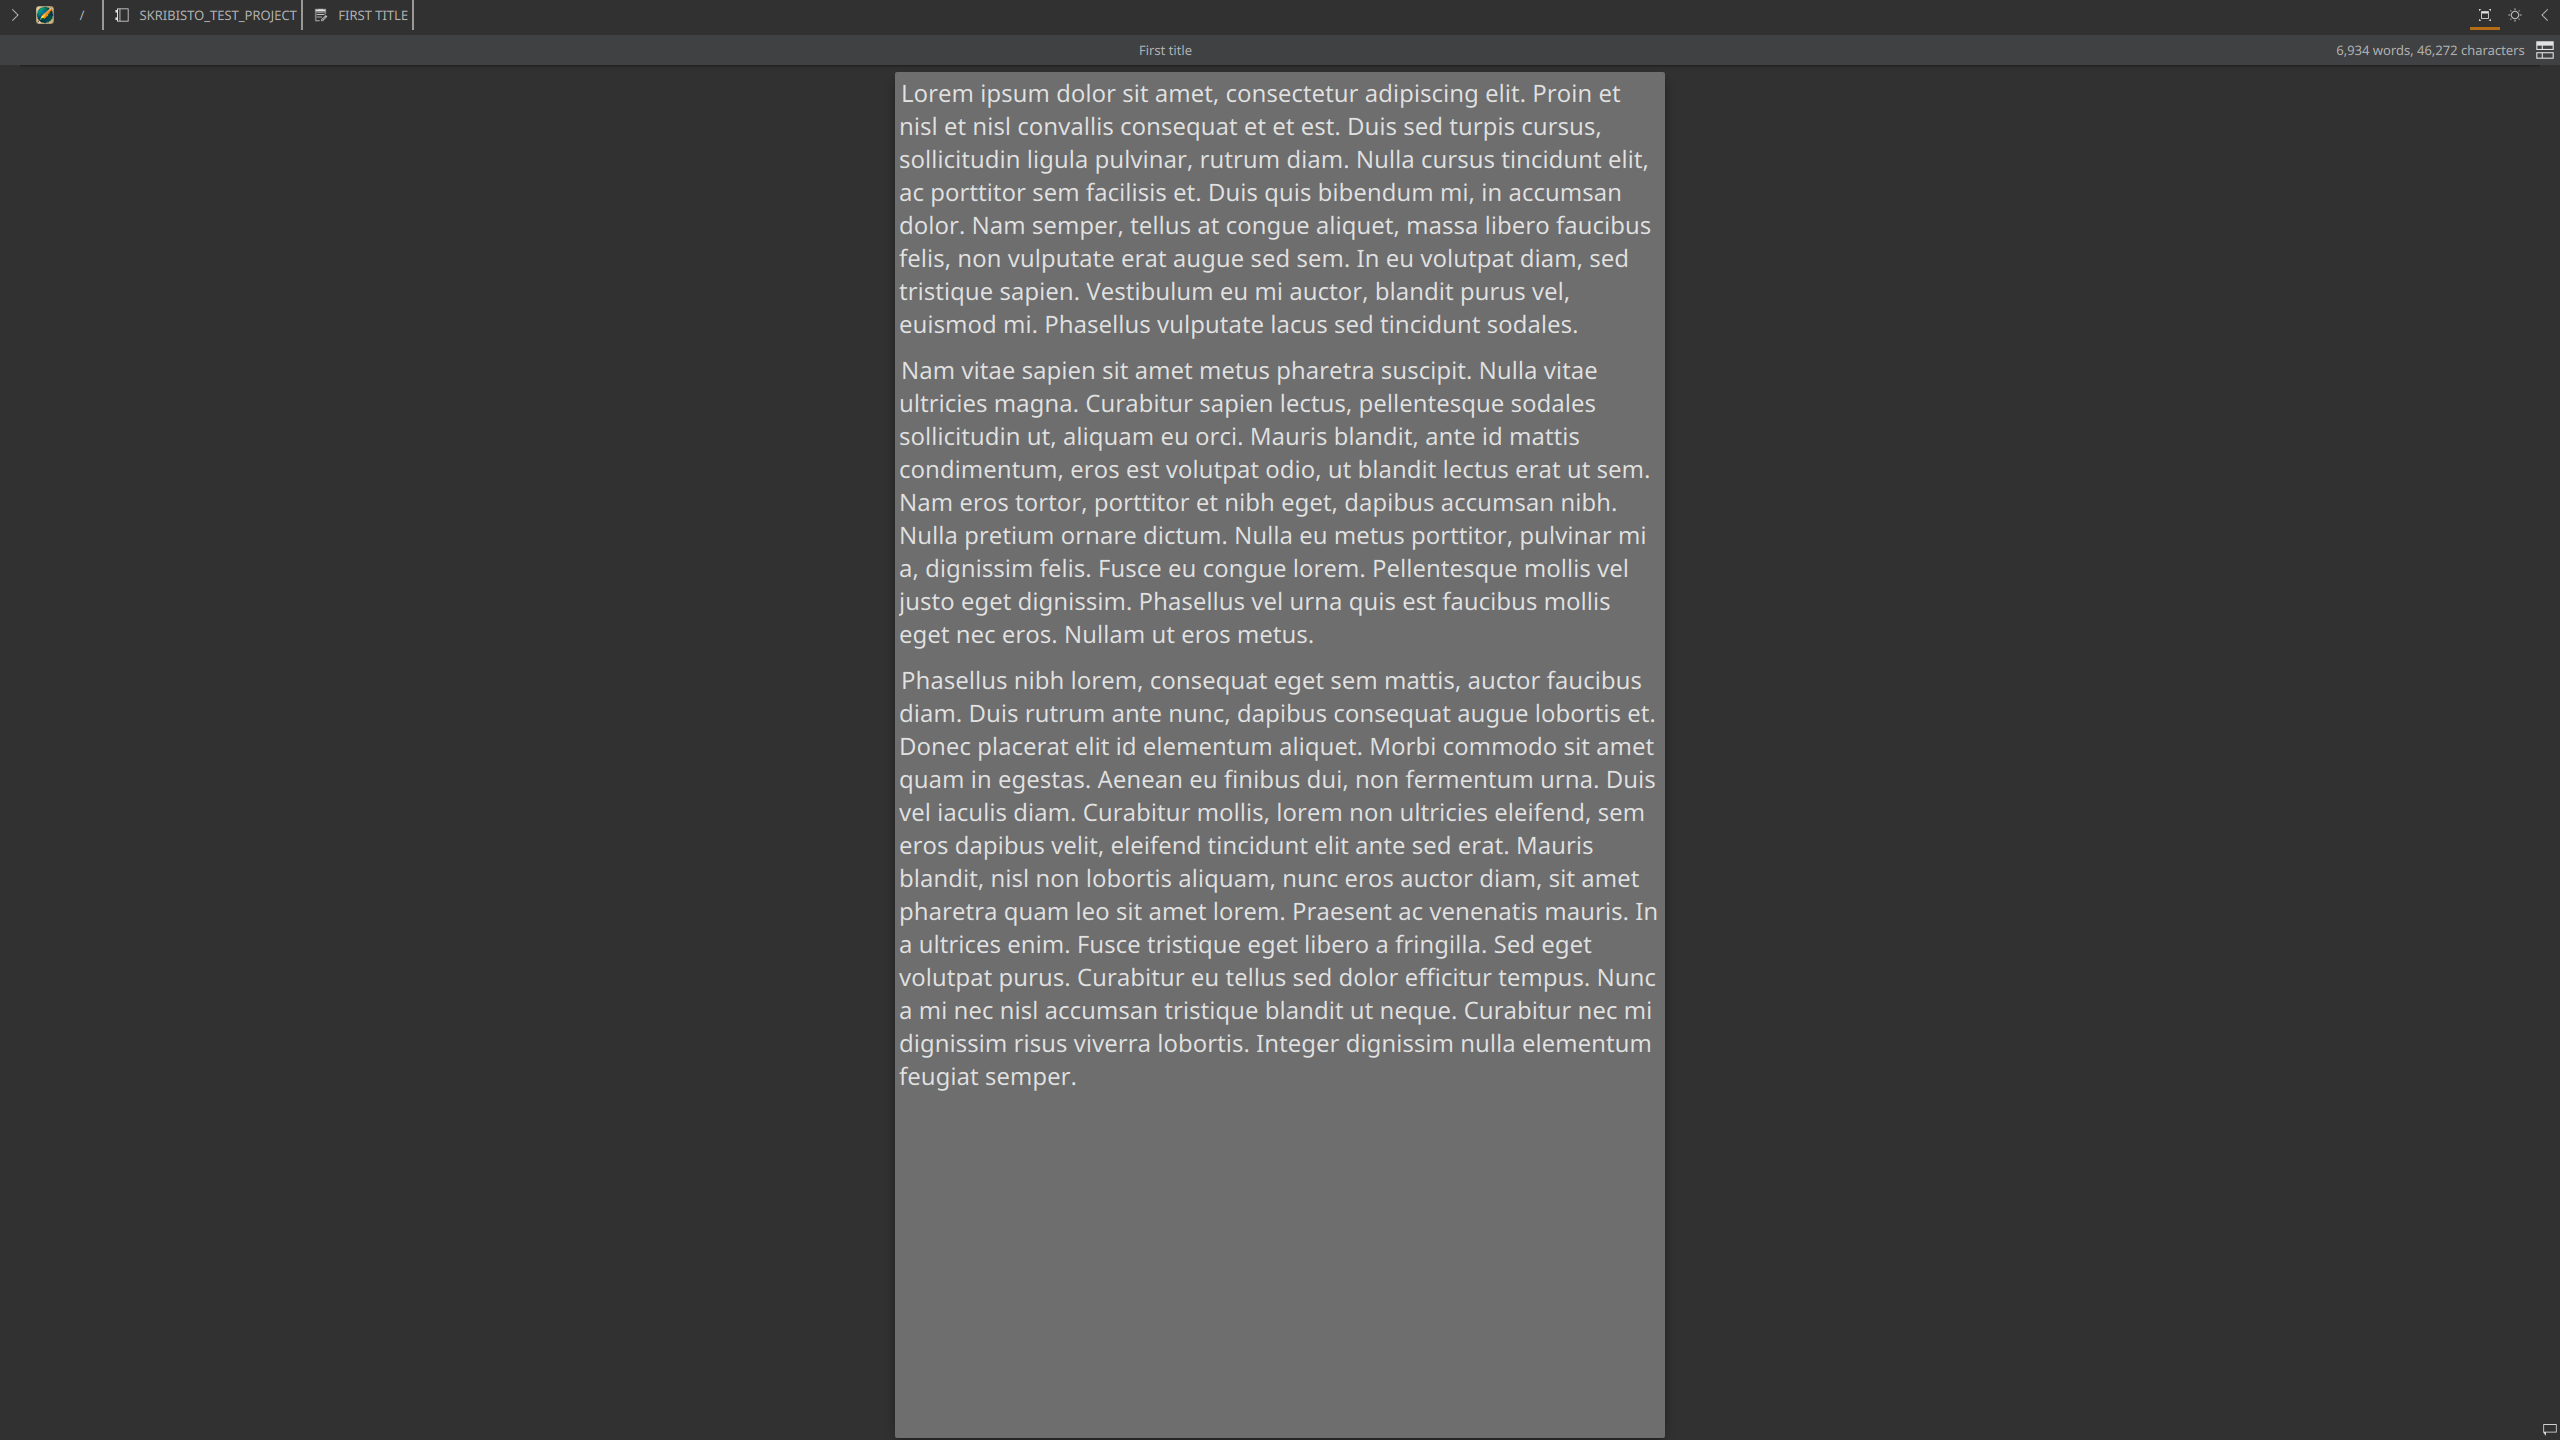 / SKRIBISTO_TEST_PROJECT FIRST TITLE
First title 6,934 words, 46,272 characters
Lorem ipsum dolor sit amet, consectetur adipiscing elit. Proin et
nisl et nisl convallis consequat et et est. Duis sed turpis cursus,
sollicitudin ligula pulvinar, rutrum diam. Nulla cursus tincidunt elit,
ac porttitor sem facilisis et. Duis quis bibendum mi, in accumsan
dolor. Nam semper, tellus at congue aliquet, massa libero faucibus
felis, non vulputate erat augue sed sem. In eu volutpat diam, sed
tristique sapien. Vestibulum eu mi auctor, blandit purus vel,
euismod mi. Phasellus vulputate lacus sed tincidunt sodales.
Nam vitae sapien sit amet metus pharetra suscipit. Nulla vitae
ultricies magna. Curabitur sapien lectus, pellentesque sodales
sollicitudin ut, aliquam eu orci. Mauris blandit, ante id mattis
condimentum, eros est volutpat odio, ut blandit lectus erat ut sem.
Nam eros tortor, porttitor et nibh eget, dapibus accumsan nibh.
Nulla pretium ornare dictum. Nulla eu metus porttitor, pulvinar mi
a, dignissim felis. Fusce eu congue lorem. Pellentesque mollis vel
justo eget dignissim. Phasellus vel urna quis est faucibus mollis
eget nec eros. Nullam ut eros metus.
Phasellus nibh lorem, consequat eget sem mattis, auctor faucibus
diam. Duis rutrum ante nunc, dapibus consequat augue lobortis et.
Donec placerat elit id elementum aliquet. Morbi commodo sit amet
quam in egestas. Aenean eu finibus dui, non fermentum urna. Duis
vel iaculis diam. Curabitur mollis, lorem non ultricies eleifend, sem
eros dapibus velit, eleifend tincidunt elit ante sed erat. Mauris
blandit, nisl non lobortis aliquam, nunc eros auctor diam, sit amet
pharetra quam leo sit amet lorem. Praesent ac venenatis mauris. In
a ultrices enim. Fusce tristique eget libero a fringilla. Sed eget
volutpat purus. Curabitur eu tellus sed dolor efficitur tempus. Nunc
a mi nec nisl accumsan tristique blandit ut neque. Curabitur nec mi
dignissim risus viverra lobortis. Integer dignissim nulla elementum
feugiat semper.